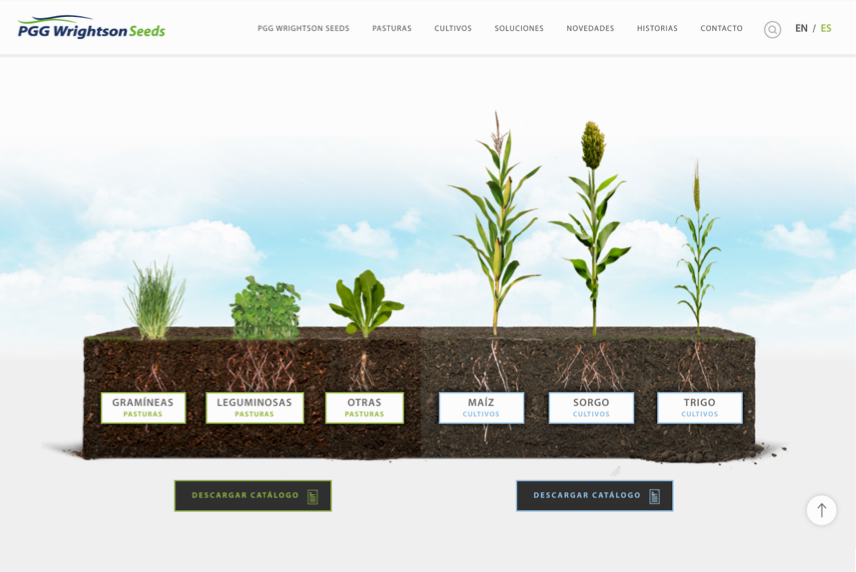 PGG Wrightson Seeds
PGG WRIGHTSON SEEDS PASTURAS CULTIVOS SOLUCIONES NOVEDADES HISTORIAS CONTACTO EN / ES
GRAMÍNEAS
PASTURAS
LEGUMINOSAS
PASTURAS
OTRAS
PASTURAS
MAÍZ
CULTIVOS
SORGO
CULTIVOS
TRIGO
CULTIVOS
DESCARGAR CATÁLOGO
DESCARGAR CATÁLOGO